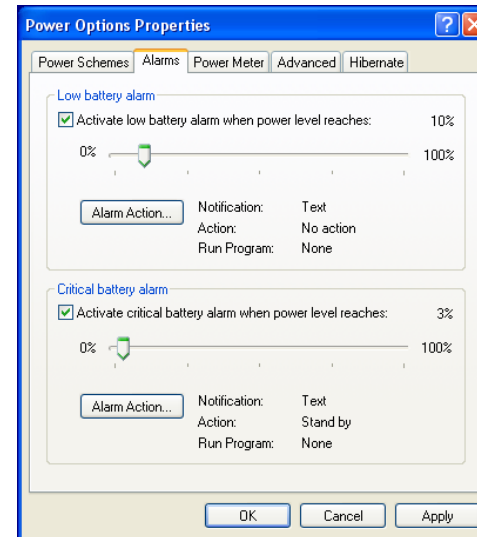 Power Options Properties
Power Schemes Alarms Power Meter Advanced Hibernate
Low battery alarm
Activate low battery alarm when power level reaches: 10%
0% 100%
Alarm Action... Notification: Text
Action: No action
Run Program: None
Critical battery alarm
Activate critical battery alarm when power level reaches: 3%
0% 100%
Alarm Action... Notification: Text
Action: Stand by
Run Program: None
OK Cancel Apply